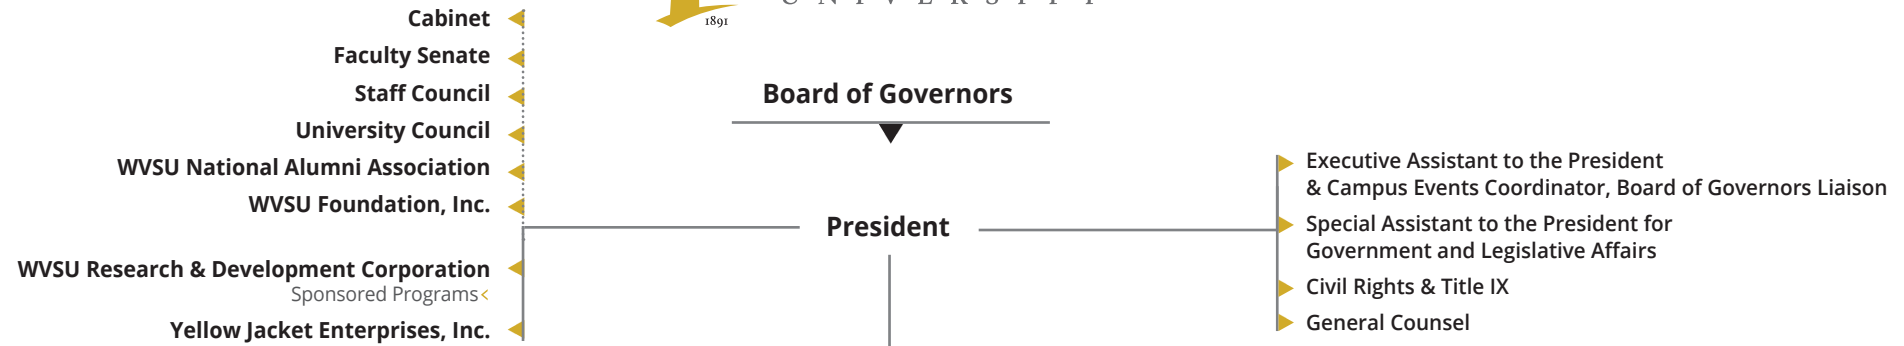 1891
Cabinet
Faculty Senate
Staff Council
University Council
WVSU National Alumni Association
WVSU Foundation, Inc.
WVSU Research & Development Corporation
Sponsored Programs<
Yellow Jacket Enterprises, Inc.
Board of Governors
President
Executive Assistant to the President
& Campus Events Coordinator, Board of Governors Liaison
Special Assistant to the President for
Government and Legislative Affairs
Civil Rights & Title IX
General Counsel